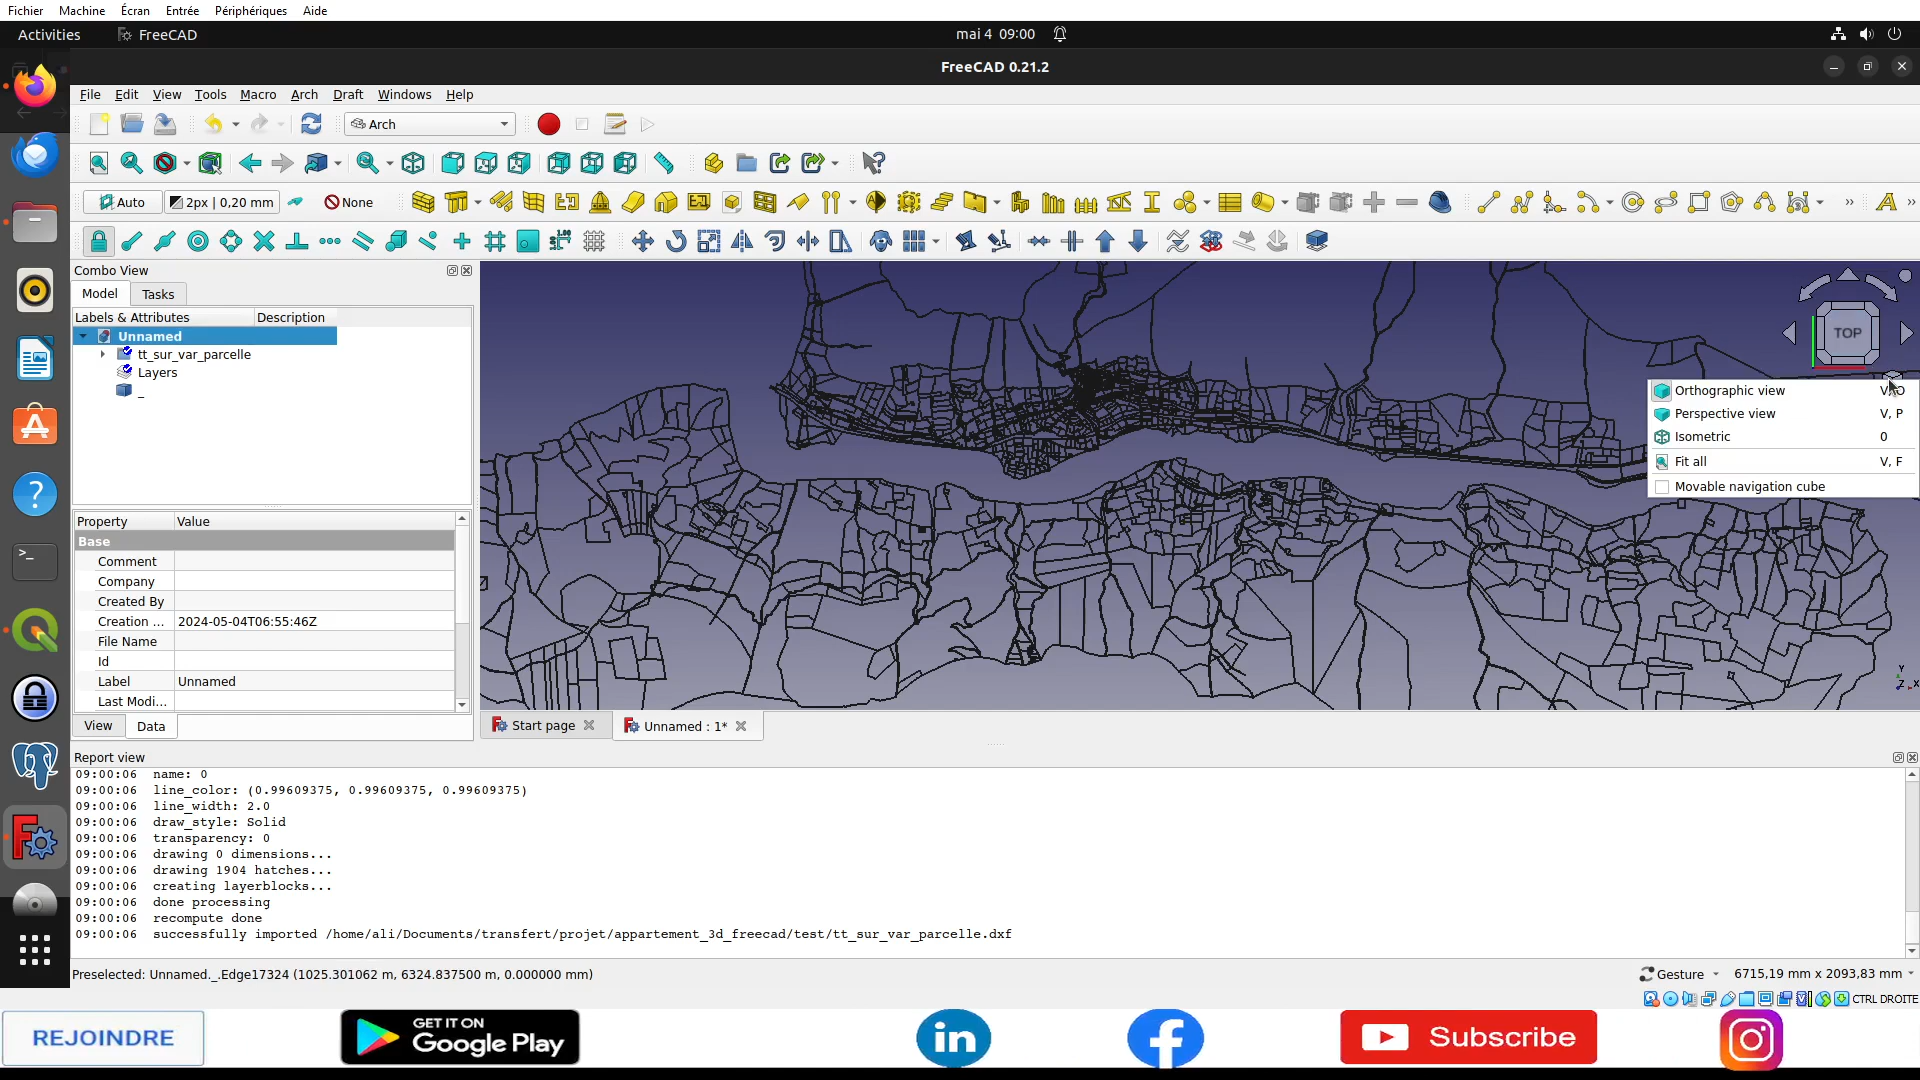 Fichier Machine Écran Entrée Périphériques Aide
Activities FreeCAD mai 4 09:00
FreeCAD 0.21.2
File Edit View Tools Macro Arch Draft Windows Help
Arch
Auto 2px | 0,20 mm None
Combo View
Model Tasks
Labels & Attributes Description
Unnamed
tt_sur_var_parcelle
Layers
_
TOP
Orthographic view V, O
Perspective view V, P
Isometric 0
Fit all V, F
Movable navigation cube
Y
Z X
Property Value
Base
Comment
Company
Created By
Creation ... 2024-05-04T06:55:46Z
File Name
Id
Label Unnamed
Last Modi...
View Data
Start page Unnamed : 1*
Report view
09:00:06 name: 0
09:00:06 line_color: (0.99609375, 0.99609375, 0.99609375)
09:00:06 line_width: 2.0
09:00:06 draw_style: Solid
09:00:06 transparency: 0
09:00:06 drawing 0 dimensions...
09:00:06 drawing 1904 hatches...
09:00:06 creating layerblocks...
09:00:06 done processing
09:00:06 recompute done
09:00:06 successfully imported /home/ali/Documents/transfert/projet/appartement_3d_freecad/test/tt_sur_var_parcelle.dxf
Preselected: Unnamed._.Edge17324 (1025.301062 m, 6324.837500 m, 0.000000 mm) Gesture 6715,19 mm x 2093,83 mm
CTRL DROITE
REJOINDRE
GET IT ON
Google Play
in
f
Subscribe